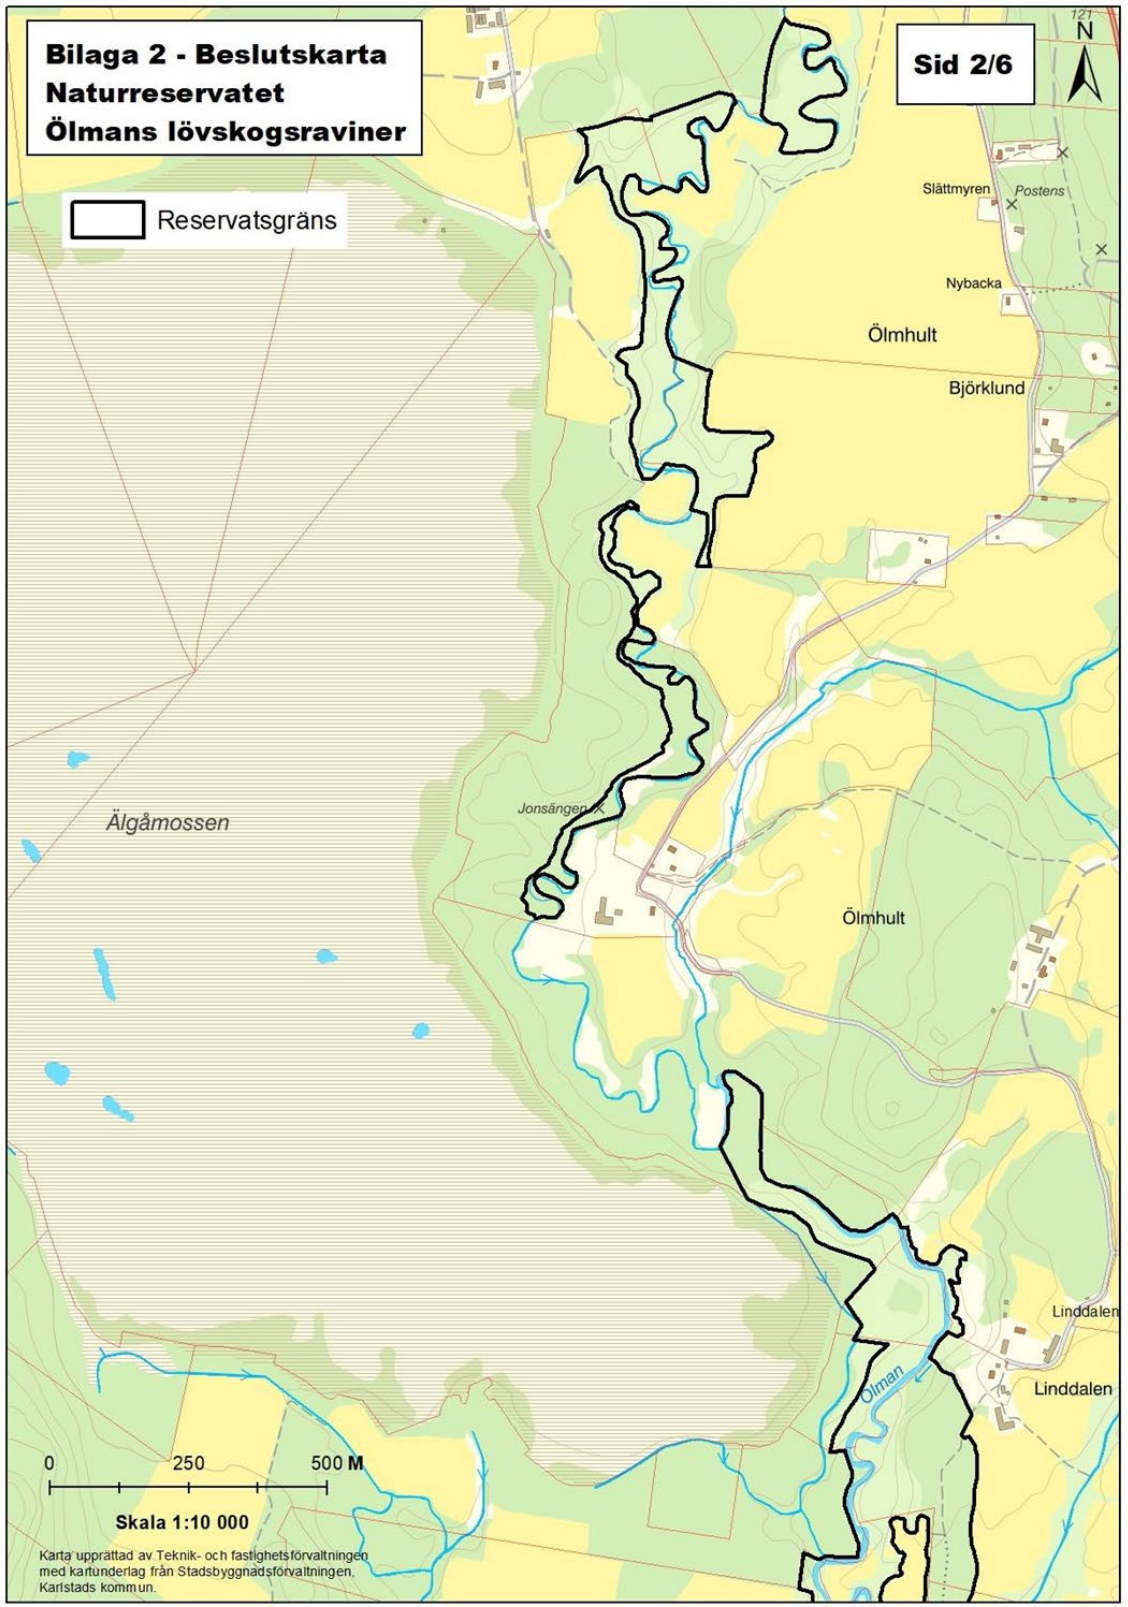 Bilaga 2 - Beslutskarta
Naturreservatet
Ölmans lövskogsraviner
Sid 2/6
121
N
Reservatsgräns
Slättmyren
Postens
Nybacka
Ölmhult
Björklund
Jonsängen
Älgåmossen
Ölmhult
Linddalen
Ölman
Linddalen
0 250 500 M
Skala 1:10 000
Karta upprättad av Teknik- och fastighetsförvaltningen
med kartunderlag från Stadsbyggnadsförvaltningen,
Karlstads kommun.